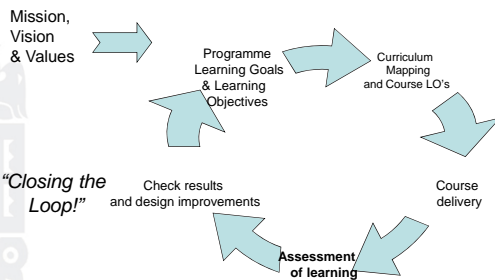 Mission,
Vision
& Values
Programme
Learning Goals
& Learning
Objectives
Curriculum
Mapping
and Course LO's
Course
delivery
Assessment
of learning
Check results
and design improvements
“Closing the
Loop!”